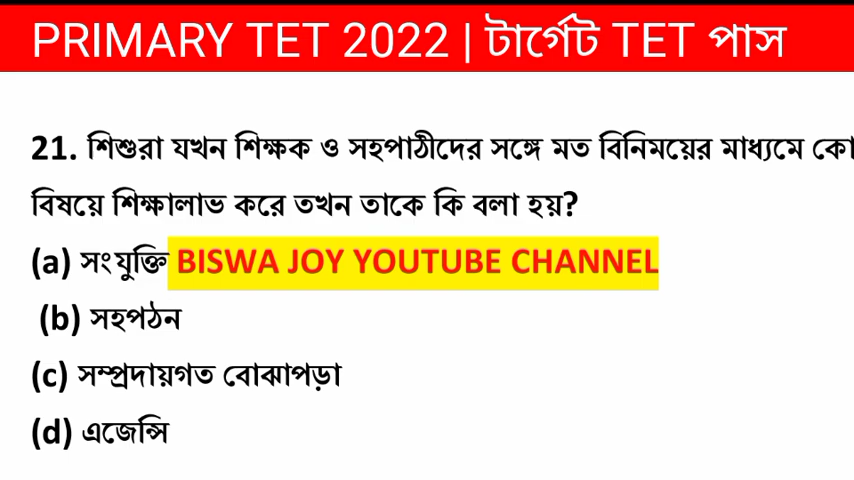 PRIMARY TET 2022 | টার্গেট TET পাস
21. শিশুরা যখন শিক্ষক ও সহপাঠীদের সঙ্গে মত বিনিময়ের মাধ্যমে কো
বিষয়ে শিক্ষালাভ করে তখন তাকে কি বলা হয়?
(a) সংযুক্তি BISWA JOY YOUTUBE CHANNEL
(b) সহপঠন
(c) সম্প্রদায়গত বোঝাপড়া
(d) এজেন্সি